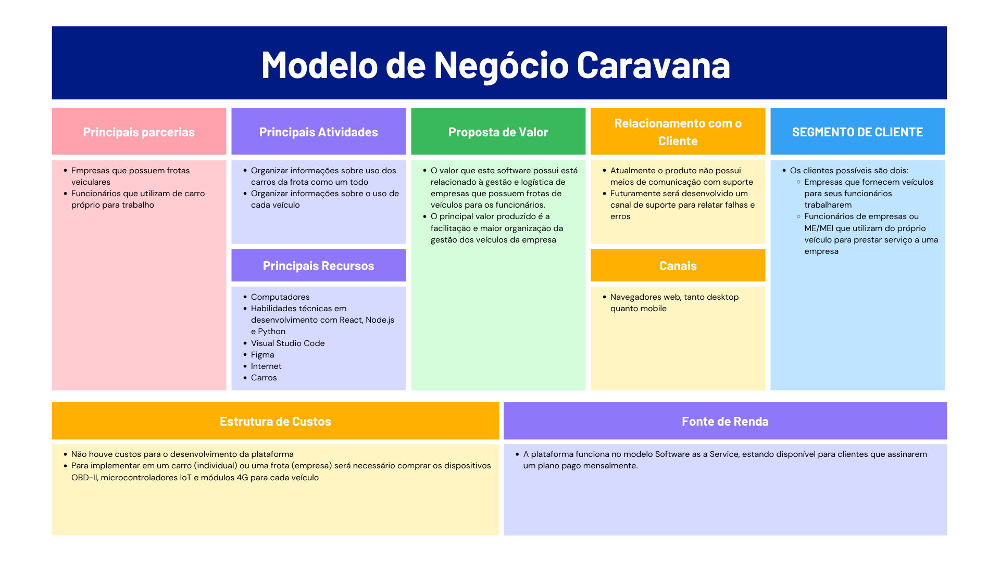 Modelo de Negócio Caravana
Principais parcerias
• Empresas que possuem frotas
veiculares
• Funcionários que utilizam de carro
próprio para trabalho
Principais Atividades
• Organizar informações sobre uso dos
carros da frota como um todo
• Organizar informações sobre o uso de
cada veículo
Principais Recursos
• Computadores
• Habilidades técnicas em
desenvolvimento com React, Node.js
e Python
• Visual Studio Code
• Figma
• Internet
• Carros
Proposta de Valor
• O valor que este software possui está
relacionado à gestão e logística de
empresas que possuem frotas de
veículos para os funcionários.
• O principal valor produzido é a
facilitação e maior organização da
gestão dos veículos da empresa
Relacionamento com o
Cliente
• Atualmente o produto não possui
meios de comunicação com suporte
• Futuramente será desenvolvido um
canal de suporte para relatar falhas e
erros
Canais
• Navegadores web, tanto desktop
quanto mobile
SEGMENTO DE CLIENTE
• Os clientes possíveis são dois:
◦ Empresas que fornecem veículos
para seus funcionários
trabalharem
◦ Funcionários de empresas ou
ME/MEI que utilizam do próprio
veículo para prestar serviço a uma
empresa
Estrutura de Custos
• Não houve custos para o desenvolvimento da plataforma
• Para implementar em um carro (individual) ou uma frota (empresa) será necessário comprar os dispositivos
OBD-II, microcontroladores IoT e módulos 4G para cada veículo
Fonte de Renda
• A plataforma funciona no modelo Software as a Service, estando disponível para clientes que assinarem
um plano pago mensalmente.